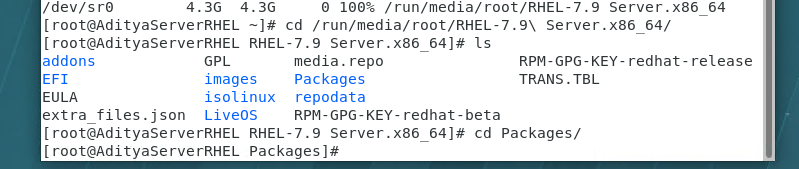 /dev/sr0        4.3G  4.3G     0 100% /run/media/root/RHEL-7.9 Server.x86_64
[root@AdityaServerRHEL ~]# cd /run/media/root/RHEL-7.9\ Server.x86_64/
[root@AdityaServerRHEL RHEL-7.9 Server.x86_64]# ls
addons            GPL       media.repo               RPM-GPG-KEY-redhat-release
EFI               images    Packages                 TRANS.TBL
EULA              isolinux  repodata
extra_files.json  LiveOS    RPM-GPG-KEY-redhat-beta
[root@AdityaServerRHEL RHEL-7.9 Server.x86_64]# cd Packages/
[root@AdityaServerRHEL Packages]#